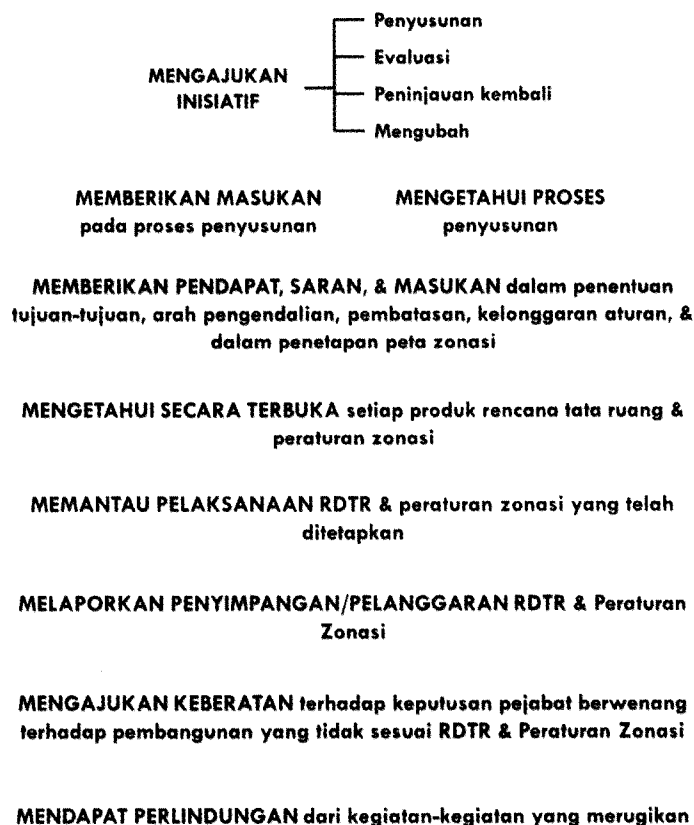 Penyusunan
Evaluasi
MENGAJUKAN
INISIATIF
Peninjauan kembali
Mengubah
MEMBERIKAN MASUKAN
pada proses penyusunan
MENGETAHUI PROSES
penyusunan
MEMBERIKAN PENDAPAT, SARAN, & MASUKAN dalam penentuan
tujuan-tujuan, arah pengendalian, pembatasan, kelonggaran aturan, &
dalam penetapan peta zonasi
MENGETAHUI SECARA TERBUKA setiap produk rencana tata ruang &
peraturan zonasi
MEMANTAU PELAKSANAAN RDTR & peraturan zonasi yang telah
ditetapkan
MELAPORKAN PENYIMPANGAN/PELANGGARAN RDTR & Peraturan
Zonasi
MENGAJUKAN KEBERATAN terhadap keputusan pejabat berwenang
terhadap pembangunan yang tidak sesuai RDTR & Peraturan Zonasi
MENDAPAT PERLINDUNGAN dari kegiatan-kegiatan yang merugikan